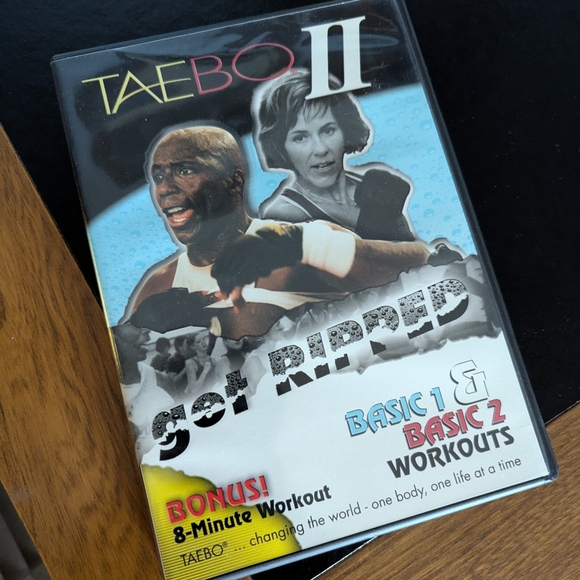 TAEBO II
got RIPPED
BASIC 1 &
BASIC 2
WORKOUTS
BONUS!
8-Minute Workout
TAEBO® ... changing the world - one body, one life at a time